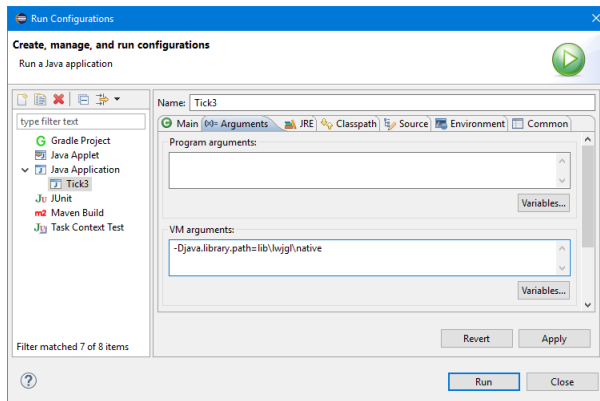 Run Configurations
Create, manage, and run configurations
Run a Java application
type filter text
Gradle Project
Java Applet
Java Application
Tick3
JUnit
m2 Maven Build
Task Context Test
Filter matched 7 of 8 items
Name: Tick3
Main (x)= Arguments JRE Classpath Source Environment Common
Program arguments:
Variables...
VM arguments:
-Djava.library.path=lib\lwjgl\native
Variables...
Revert Apply
Run Close